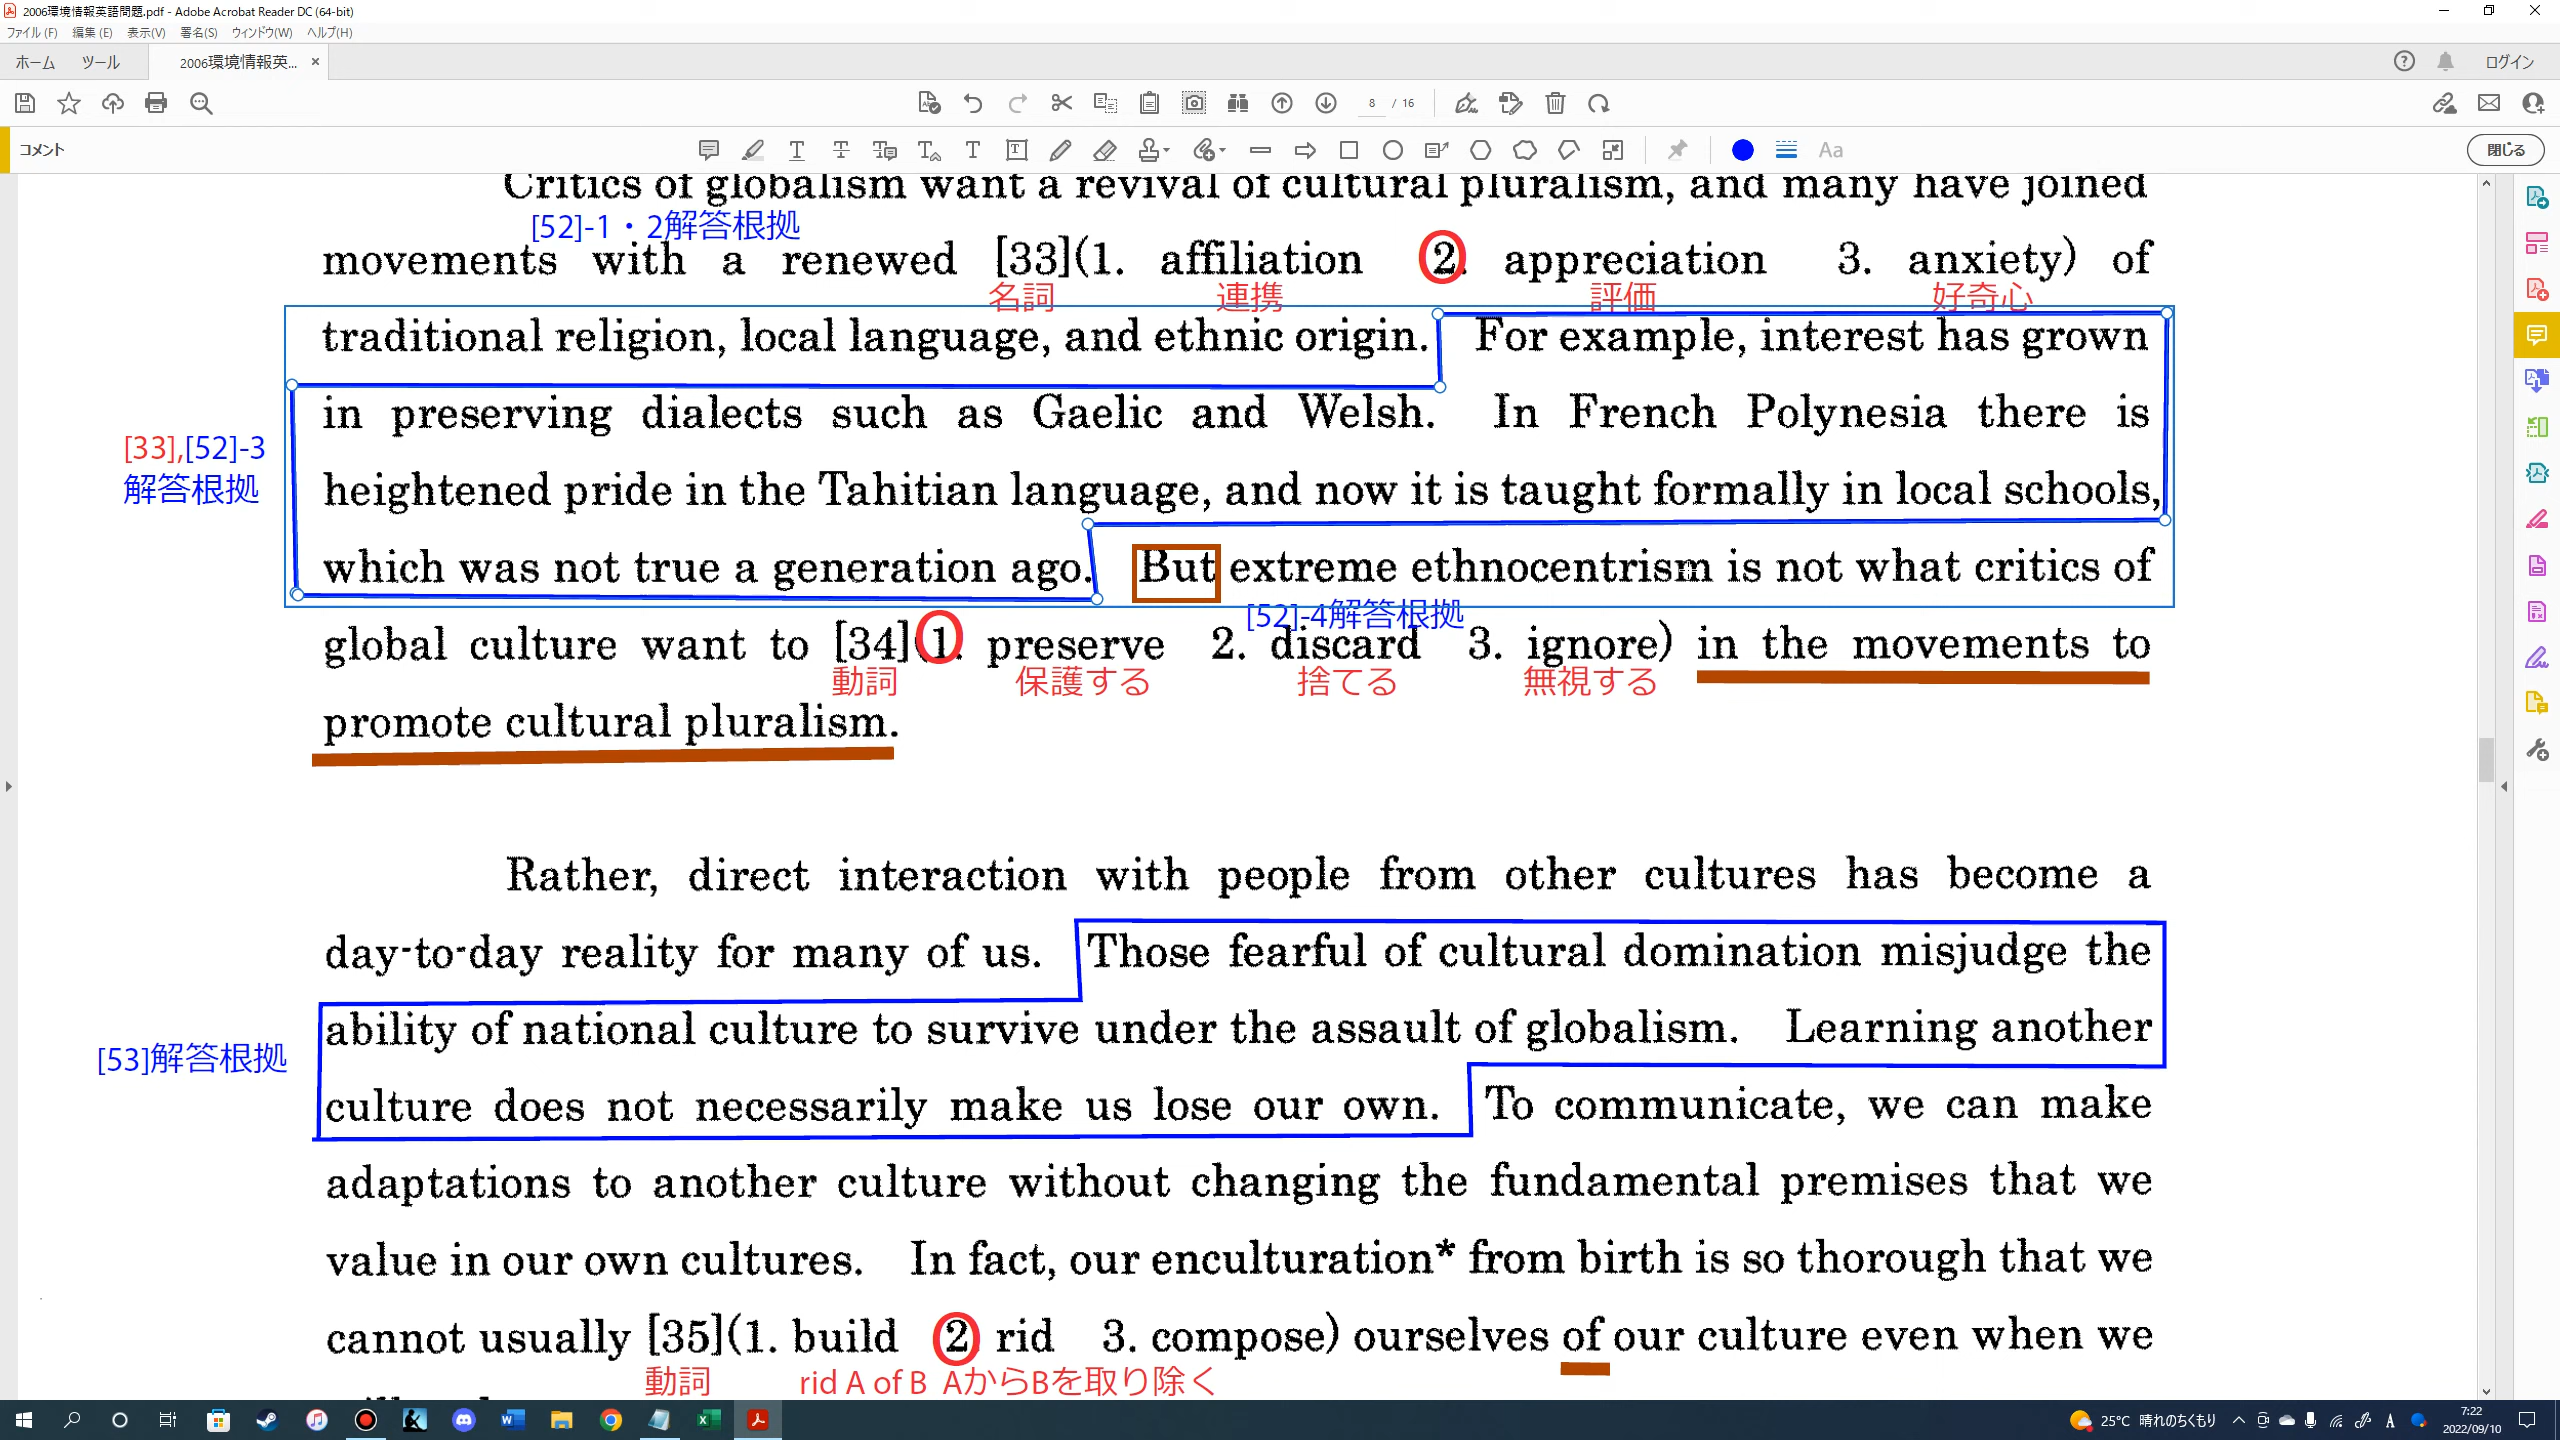 2006環境情報英語問題.pdf - Adobe Acrobat Reader DC (64-bit)
ファイル(F) 編集(E) 表示(V) 署名(S) ウィンドウ(W) ヘルプ(H)
ホーム ツール 2006環境情報英... × ログイン
8 / 16
コメント Aa 閉じる
Critics of globalism want a revival of cultural pluralism, and many have joined
[52]-1・2解答根拠
movements with a renewed [33](1. affiliation 2. appreciation 3. anxiety) of
名詞 連携 評価 好奇心
traditional religion, local language, and ethnic origin. For example, interest has grown
in preserving dialects such as Gaelic and Welsh. In French Polynesia there is
[33],[52]-3
解答根拠
heightened pride in the Tahitian language, and now it is taught formally in local schools,
which was not true a generation ago. But extreme ethnocentrism is not what critics of
[52]-4解答根拠
global culture want to [34](1. preserve 2. discard 3. ignore) in the movements to
動詞 保護する 捨てる 無視する
promote cultural pluralism.
Rather, direct interaction with people from other cultures has become a
day-to-day reality for many of us. Those fearful of cultural domination misjudge the
ability of national culture to survive under the assault of globalism. Learning another
[53]解答根拠
culture does not necessarily make us lose our own. To communicate, we can make
adaptations to another culture without changing the fundamental premises that we
value in our own cultures. In fact, our enculturation* from birth is so thorough that we
cannot usually [35](1. build 2 rid 3. compose) ourselves of our culture even when we
動詞 rid A of B AからBを取り除く
25°C 晴れのちくもり A 7:22
2022/09/10